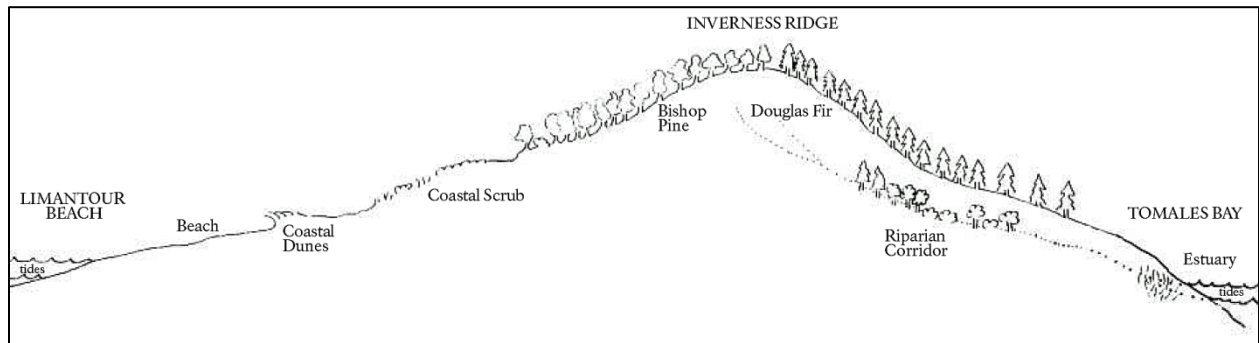 INVERNESS RIDGE
Bishop
Pine
Douglas Fir
LIMANTOUR
BEACH
Beach
Coastal
Dunes
Coastal Scrub
Riparian
Corridor
TOMALES BAY
Estuary
tides
tides